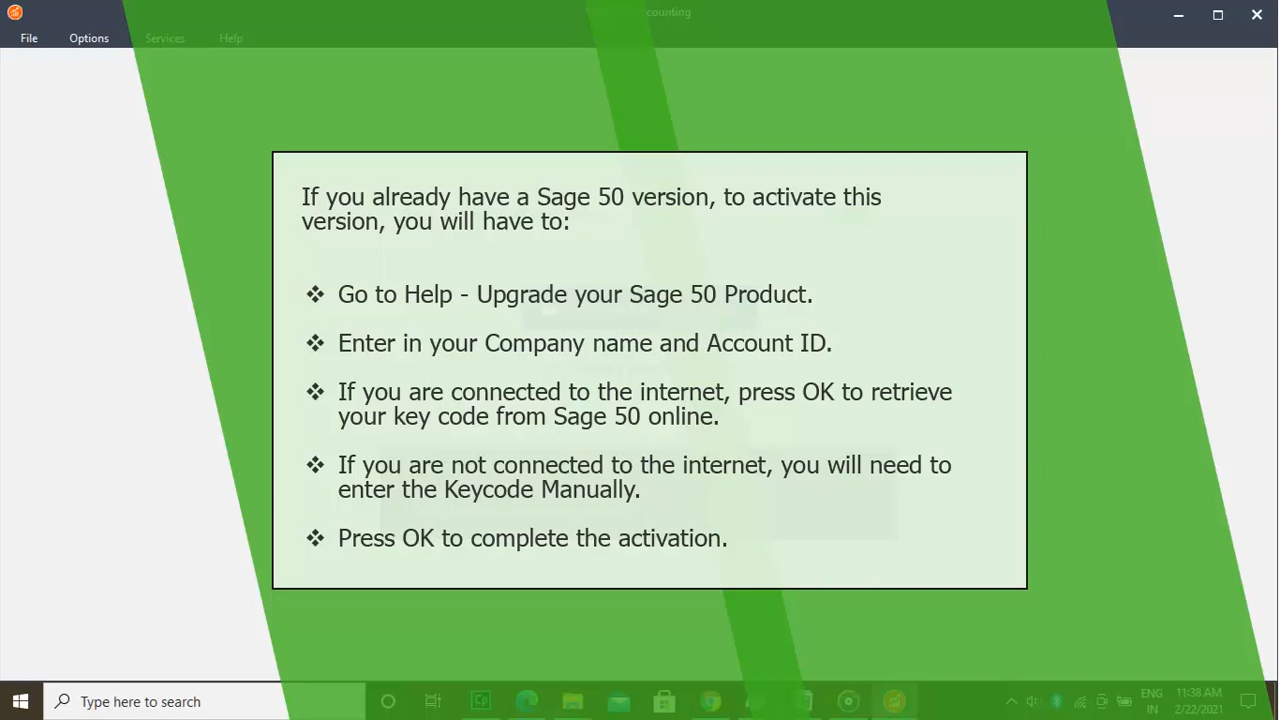 counting
File Options Services Help
If you already have a Sage 50 version, to activate this
version, you will have to:
❖ Go to Help - Upgrade your Sage 50 Product.
❖ Enter in your Company name and Account ID.
❖ If you are connected to the internet, press OK to retrieve
your key code from Sage 50 online.
❖ If you are not connected to the internet, you will need to
enter the Keycode Manually.
❖ Press OK to complete the activation.
Type here to search
Cp
ENG
IN
11:38 AM
2/22/2021